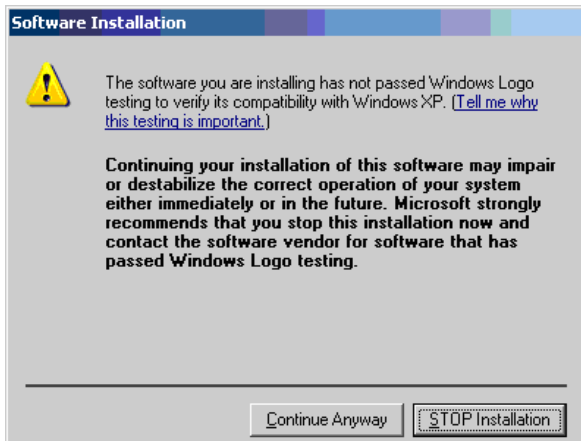 Software Installation
The software you are installing has not passed Windows Logo
testing to verify its compatibility with Windows XP. (Tell me why
this testing is important.)
Continuing your installation of this software may impair
or destabilize the correct operation of your system
either immediately or in the future. Microsoft strongly
recommends that you stop this installation now and
contact the software vendor for software that has
passed Windows Logo testing.
Continue Anyway
STOP Installation